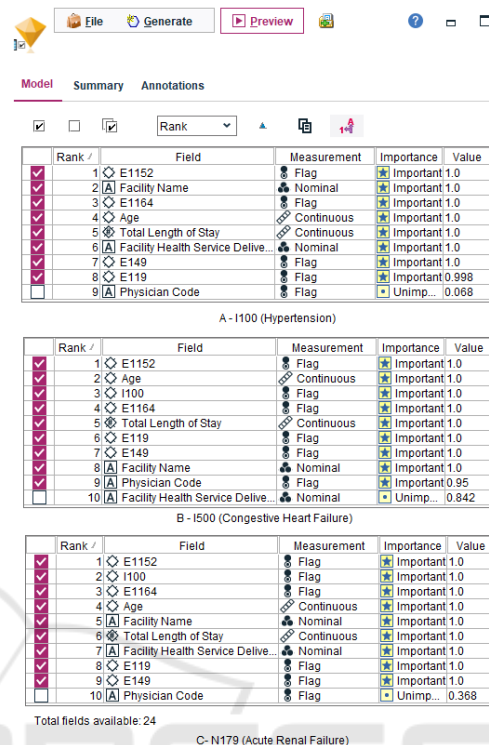 File Generate Preview
Model Summary Annotations
Rank
Rank Field Measurement Importance Value
1 E1152 Flag Important 1.0
2 Facility Name Nominal Important 1.0
3 E1164 Flag Important 1.0
4 Age Continuous Important 1.0
5 Total Length of Stay Continuous Important 1.0
6 Facility Health Service Delive... Nominal Important 1.0
7 E149 Flag Important 1.0
8 E119 Flag Important 0.998
9 Physician Code Flag Unimp... 0.068
A - I100 (Hypertension)
Rank Field Measurement Importance Value
1 E1152 Flag Important 1.0
2 Age Continuous Important 1.0
3 I100 Flag Important 1.0
4 E1164 Flag Important 1.0
5 Total Length of Stay Continuous Important 1.0
6 E119 Flag Important 1.0
7 E149 Flag Important 1.0
8 Facility Name Nominal Important 1.0
9 Physician Code Flag Important 0.95
10 Facility Health Service Delive... Nominal Unimp... 0.842
B - I500 (Congestive Heart Failure)
Rank Field Measurement Importance Value
1 E1152 Flag Important 1.0
2 I100 Flag Important 1.0
3 E1164 Flag Important 1.0
4 Age Continuous Important 1.0
5 Facility Name Nominal Important 1.0
6 Total Length of Stay Continuous Important 1.0
7 Facility Health Service Delive... Nominal Important 1.0
8 E119 Flag Important 1.0
9 E149 Flag Important 1.0
10 Physician Code Flag Unimp... 0.368
Total fields available: 24
C- N179 (Acute Renal Failure)